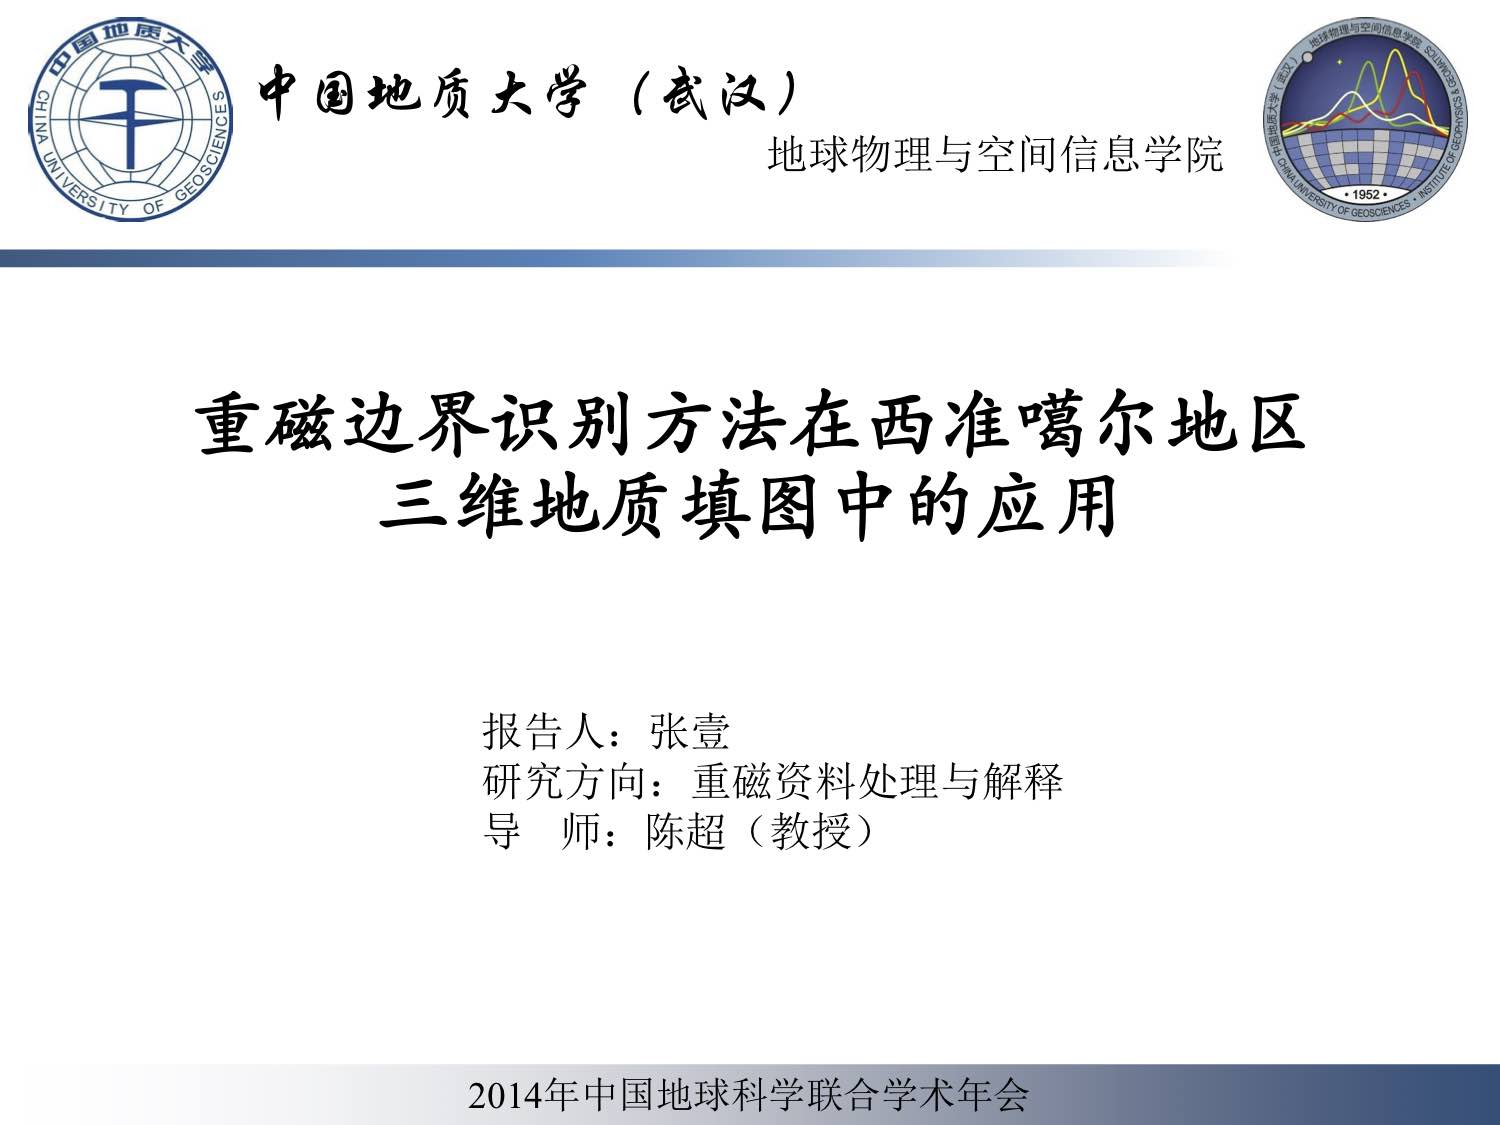 中国地质大学
CHINA UNIVERSITY OF GEOSCIENCES
中国地质大学（武汉）
地球物理与空间信息学院
中国地质大学（武汉）
地球物理与空间信息学院
CHINA UNIVERSITY OF GEOSCIENCES • INSTITUTE OF GEOPHYSICS & GEOMATICS
•1952•
重磁边界识别方法在西准噶尔地区
三维地质填图中的应用
报告人：张壹
研究方向：重磁资料处理与解释
导 师：陈超（教授）
2014年中国地球科学联合学术年会